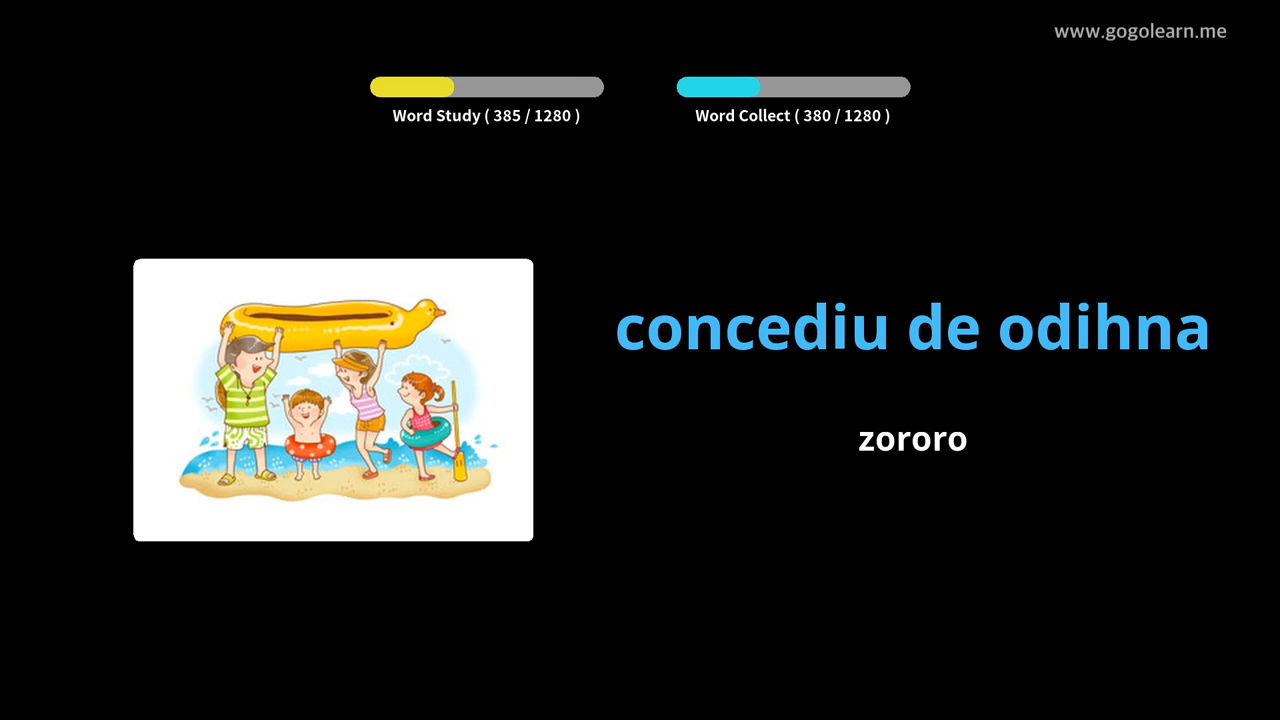 www.gogolearn.me
Word Study ( 385 / 1280 )
Word Collect ( 380 / 1280 )
concediu de odihna
zororo